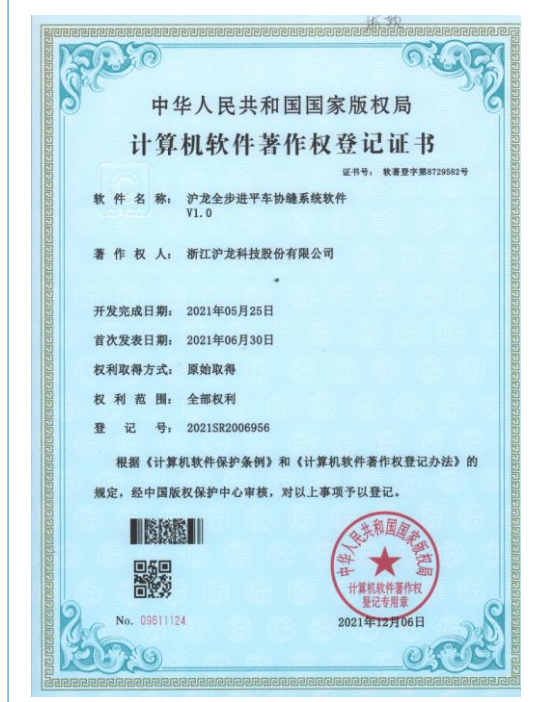 中华人民共和国国家版权局
计算机软件著作权登记证书
证书号： 软著登字第8729582号
软 件 名 称： 沪龙全步进平车协缝系统软件
V1.0
著 作 权 人： 浙江沪龙科技股份有限公司
开发完成日期： 2021年05月25日
首次发表日期： 2021年06月30日
权利取得方式： 原始取得
权 利 范 围： 全部权利
登 记 号： 2021SR2006956
根据《计算机软件保护条例》和《计算机软件著作权登记办法》的
规定，经中国版权保护中心审核，对以上事项予以登记。
中华人民共和国国家版权局
计算机软件著作权
登记专用章
No. 09611124
2021年12月06日